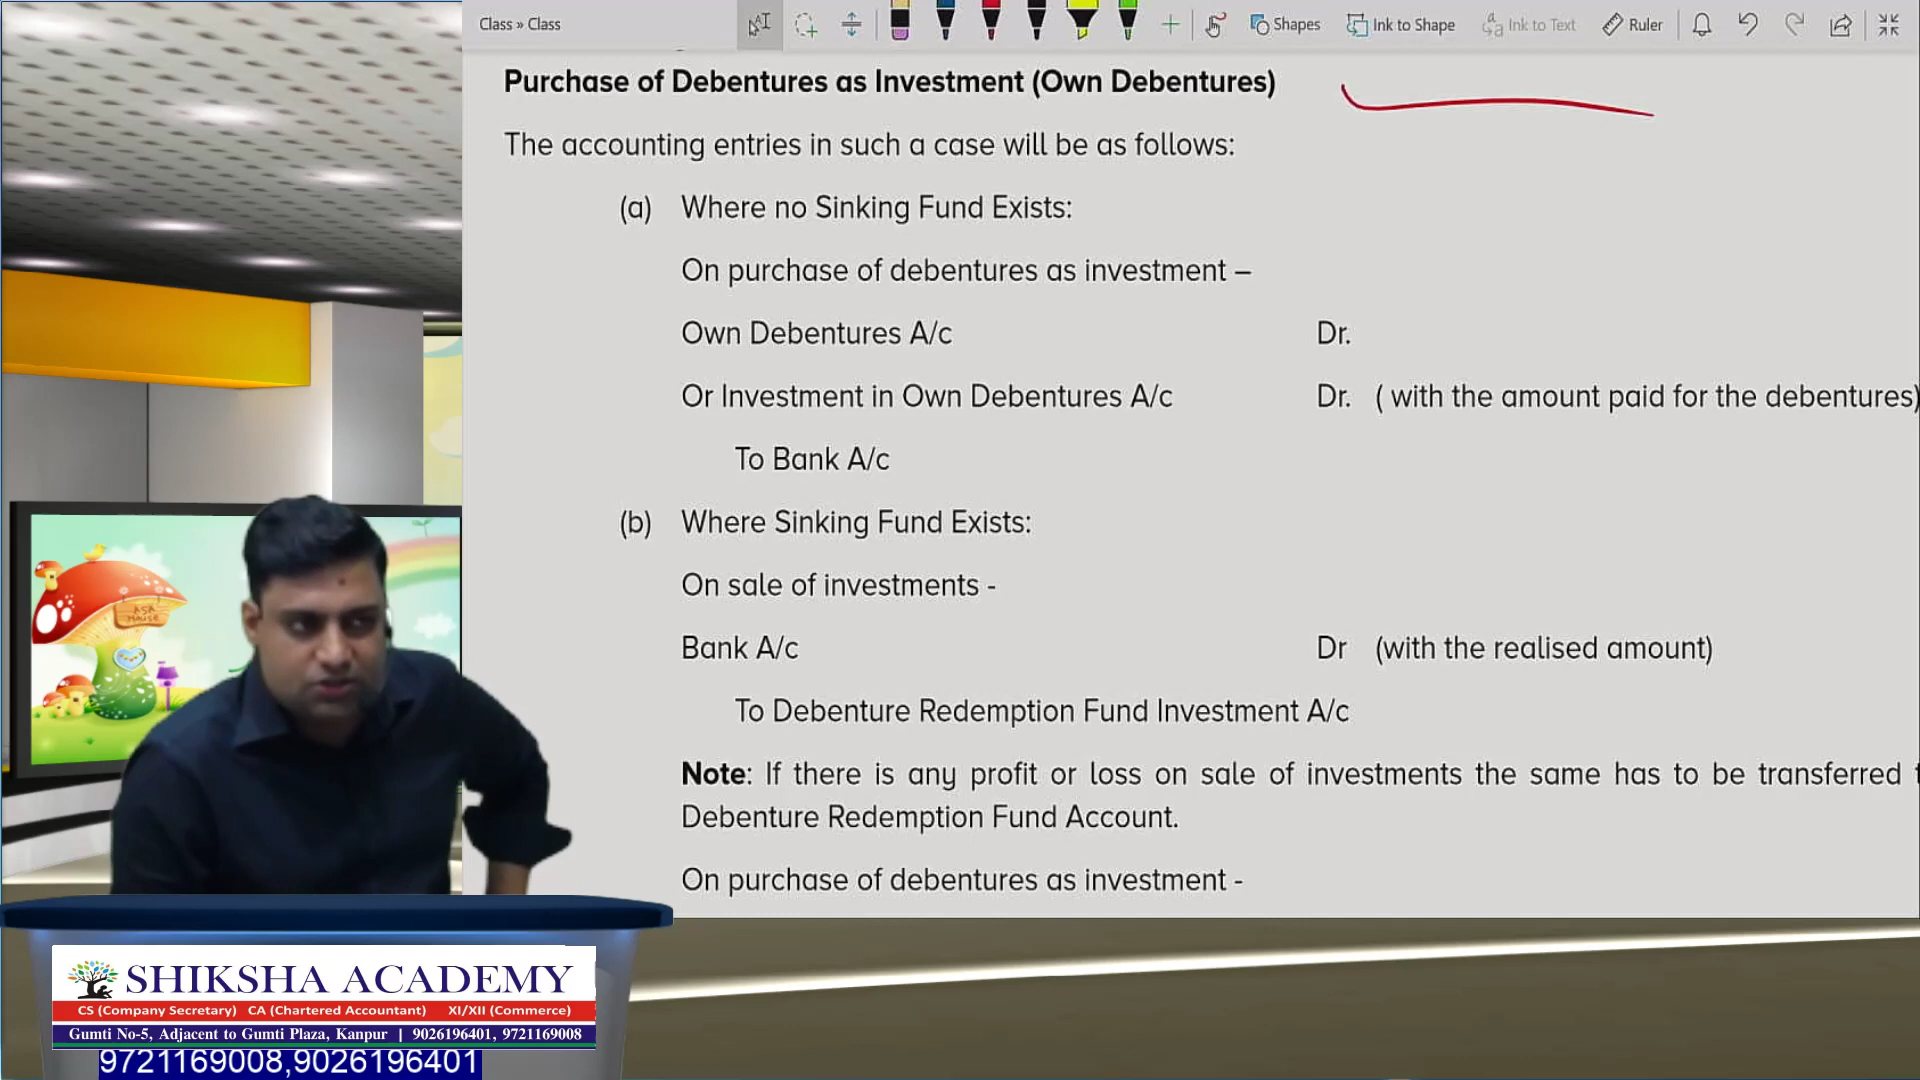 Class » Class
Shapes
Ink to Shape
Ink to Text
Ruler
Purchase of Debentures as Investment (Own Debentures)
The accounting entries in such a case will be as follows:
(a) Where no Sinking Fund Exists:
On purchase of debentures as investment –
Own Debentures A/c Dr.
Or Investment in Own Debentures A/c Dr. ( with the amount paid for the debentures)
To Bank A/c
(b) Where Sinking Fund Exists:
On sale of investments -
Bank A/c Dr (with the realised amount)
To Debenture Redemption Fund Investment A/c
Note: If there is any profit or loss on sale of investments the same has to be transferred
Debenture Redemption Fund Account.
On purchase of debentures as investment -
ASA
House
SHIKSHA ACADEMY
CS (Company Secretary) CA (Chartered Accountant) XI/XII (Commerce)
Gumti No-5, Adjacent to Gumti Plaza, Kanpur | 9026196401, 9721169008
9721169008,9026196401